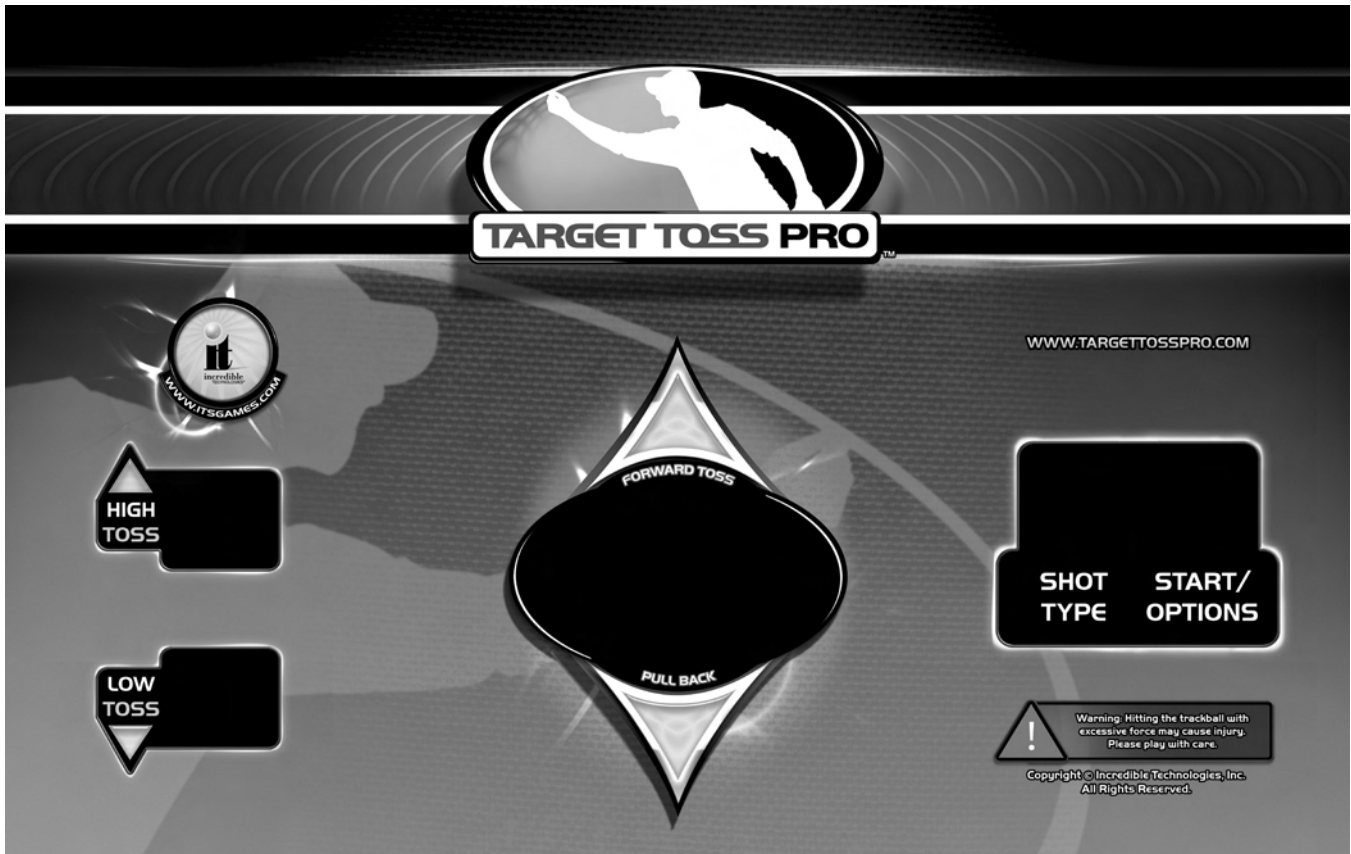 TARGET TOSS PRO
TM
it
incredible
TECHNOLOGIES
WWW.ITSGAMES.COM
WWW.TARGETTOSSPRO.COM
FORWARD TOSS
HIGH
TOSS
SHOT
TYPE
START/
OPTIONS
LOW
TOSS
PULL BACK
Warning: Hitting the trackball with
excessive force may cause injury.
Please play with care.
Copyright © Incredible Technologies, Inc.
All Rights Reserved.